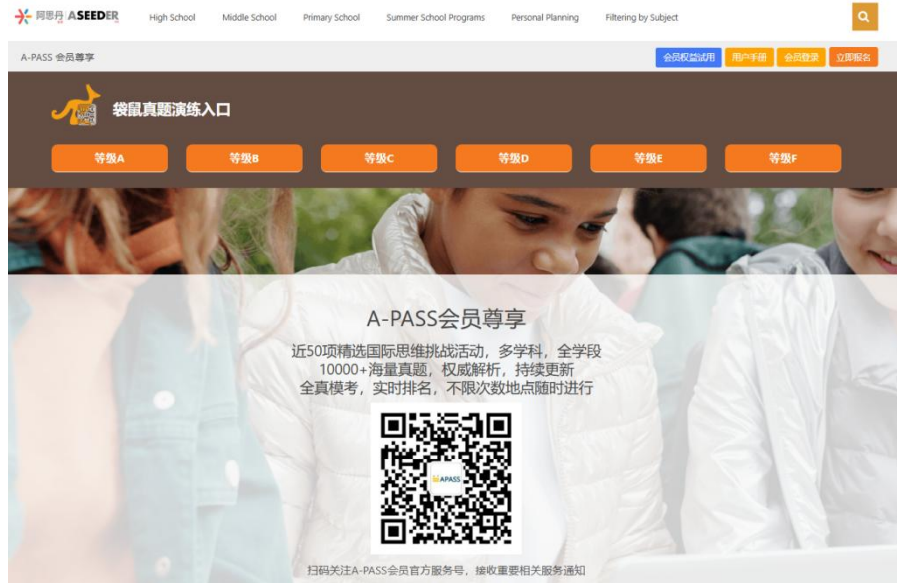 阿思丹 ASEEDER
High School Middle School Primary School Summer School Programs Personal Planning Filtering by Subject
A-PASS 会员尊享
会员权益试用 用户手册 会员登录 立即报名
袋鼠真题演练入口
等级A 等级B 等级C 等级D 等级E 等级F
A-PASS会员尊享
近50项精选国际思维挑战活动，多学科，全学段
10000+海量真题，权威解析，持续更新
全真模考，实时排名，不限次数地点随时进行
APASS
扫码关注A-PASS会员官方服务号，接收重要相关服务通知